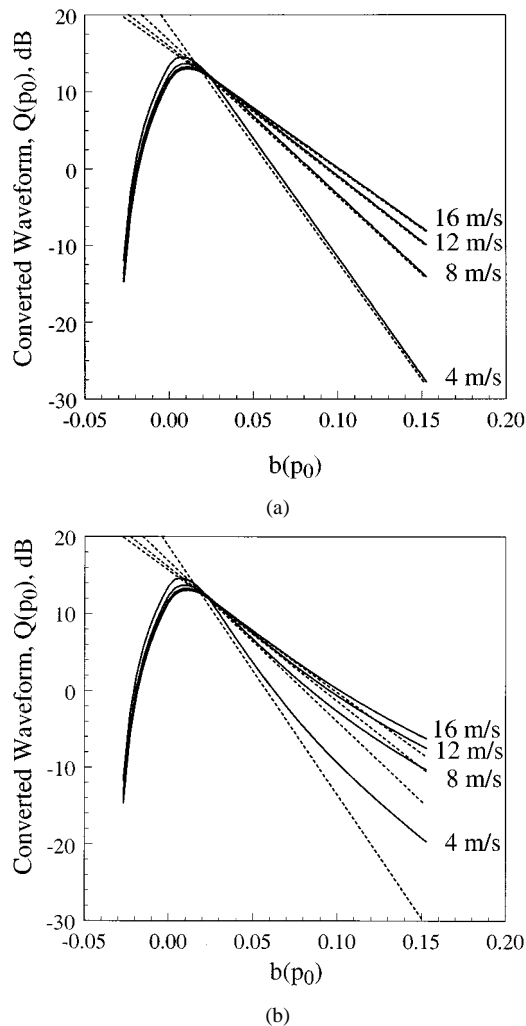 20
10
0
-10
-20
-30
Converted Waveform, Q(p0), dB
16 m/s
12 m/s
8 m/s
4 m/s
-0.05 0.00 0.05 0.10 0.15 0.20
b(p0)
(a)
20
10
0
-10
-20
-30
Converted Waveform, Q(p0), dB
16 m/s
12 m/s
8 m/s
4 m/s
-0.05 0.00 0.05 0.10 0.15 0.20
b(p0)
(b)